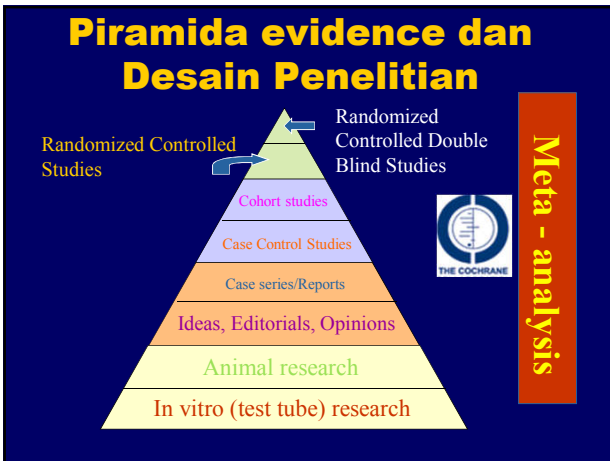 Piramida evidence dan
Desain Penelitian
Randomized Controlled
Studies
Randomized
Controlled Double
Blind Studies
Cohort studies
Case Control Studies
Case series/Reports
Ideas, Editorials, Opinions
Animal research
In vitro (test tube) research
THE COCHRANE
Meta - analysis